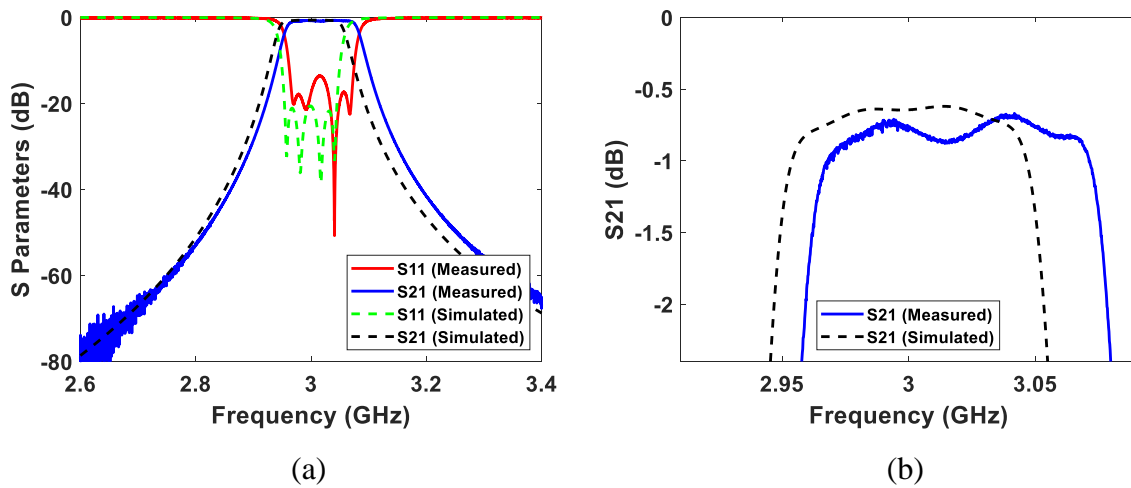 0
-20
-40
-60
-80
S Parameters (dB)
2.6
2.8
3
3.2
3.4
Frequency (GHz)
S11 (Measured)
S21 (Measured)
S11 (Simulated)
S21 (Simulated)
(a)
0
-0.5
-1
-1.5
-2
S21 (dB)
2.95
3
3.05
Frequency (GHz)
S21 (Measured)
S21 (Simulated)
(b)